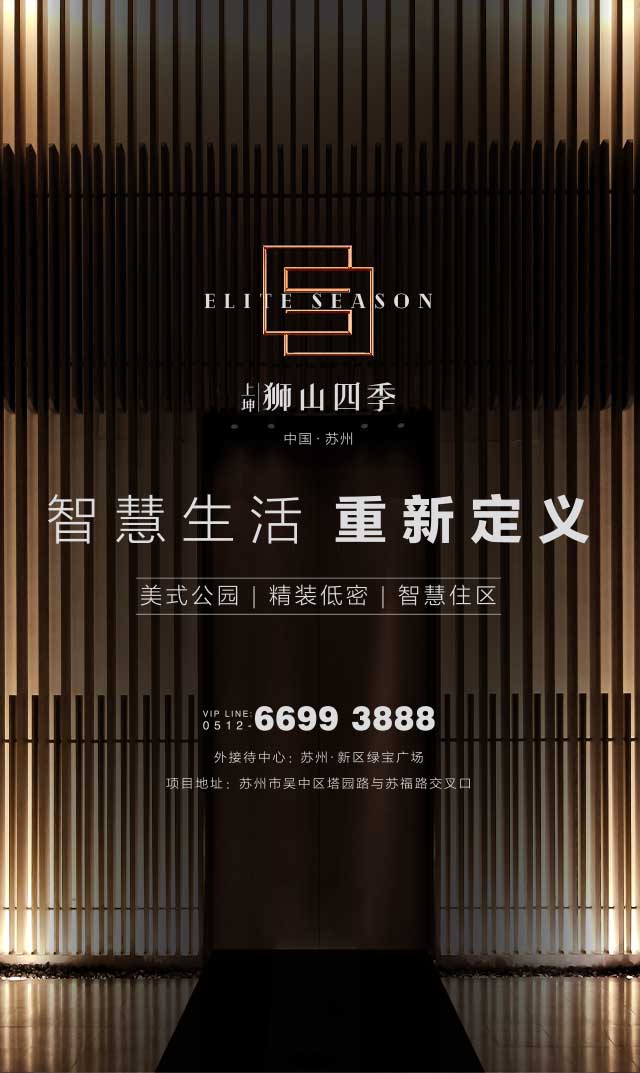 ELITE SEASON
上坤 狮山四季
中国·苏州
智慧生活 重新定义
美式公园 | 精装低密 | 智慧住区
VIP LINE:
0512-6699 3888
外接待中心：苏州·新区绿宝广场
项目地址：苏州市吴中区塔园路与苏福路交叉口